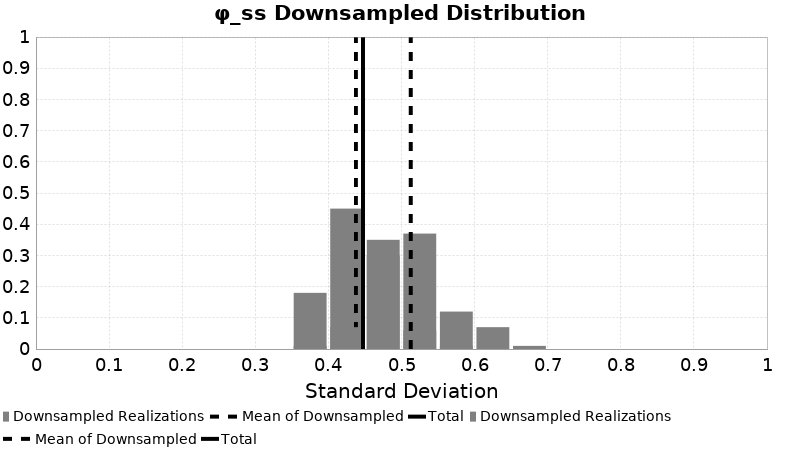 φ_ss Downsampled Distribution
1
0.9
0.8
0.7
0.6
0.5
0.4
0.3
0.2
0.1
0
0 0.1 0.2 0.3 0.4 0.5 0.6 0.7 0.8 0.9 1
Standard Deviation
Downsampled Realizations Mean of Downsampled Total Downsampled Realizations
Mean of Downsampled Total